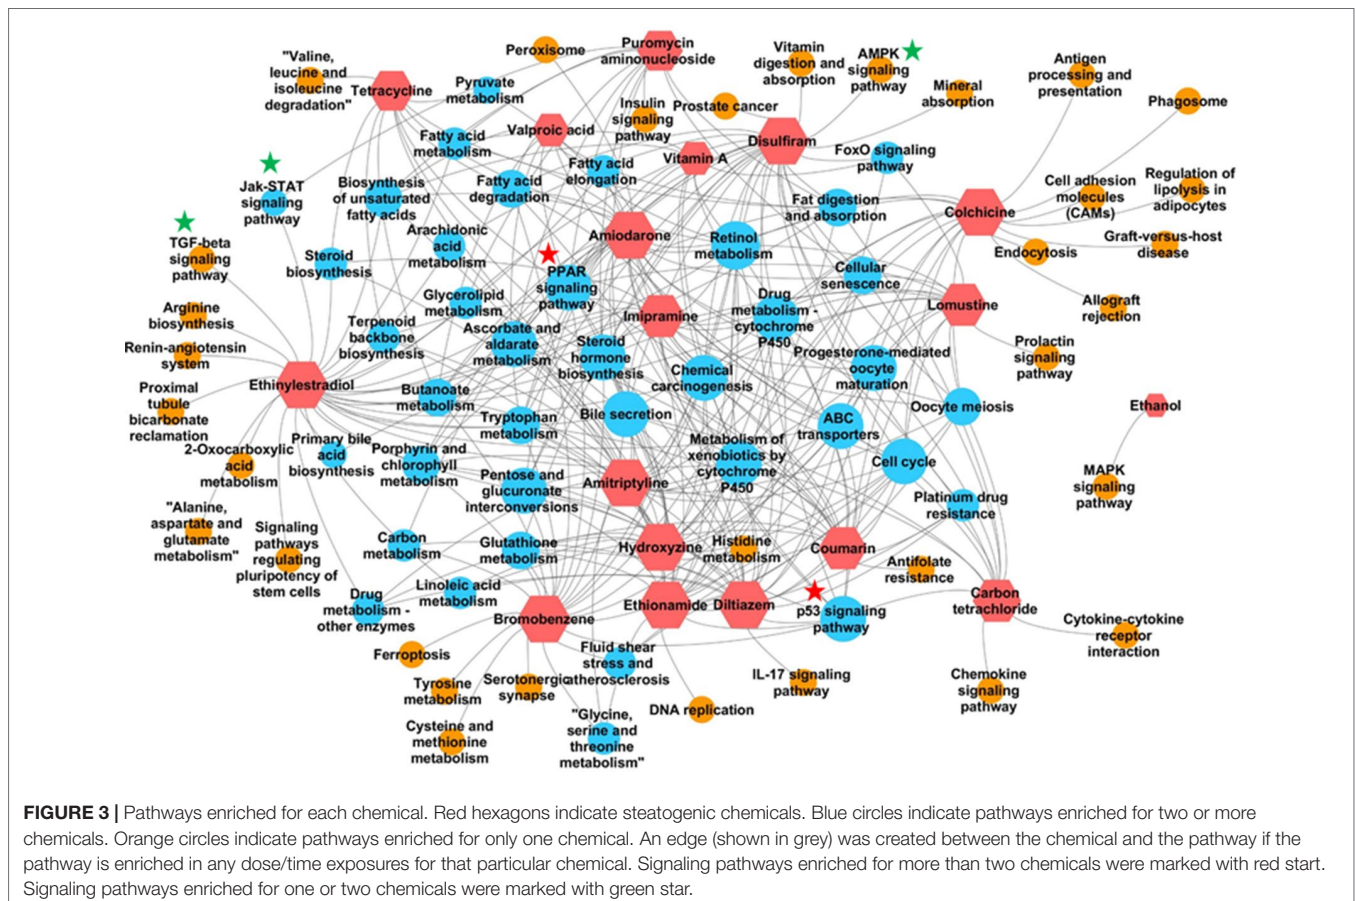 Peroxisome
Puromycin
aminonucleoside
Vitamin
digestion and
absorption
AMPK
signaling
pathway
Antigen
processing and
presentation
"Valine,
leucine and
isoleucine
degradation"
Tetracycline
Pyruvate
metabolism
Insulin
signaling
pathway
Prostate cancer
Mineral
absorption
Phagosome
Fatty acid
metabolism
Valproic acid
Vitamin A
Disulfiram
FoxO signaling
pathway
Jak-STAT
signaling
pathway
Biosynthesis
of unsaturated
fatty acids
Fatty acid
degradation
Fatty acid
elongation
Fat digestion
and absorption
Colchicine
Cell adhesion
molecules
(CAMs)
Regulation of
lipolysis in
adipocytes
TGF-beta
signaling
pathway
Steroid
biosynthesis
Arachidonic
acid
metabolism
Amiodarone
Retinol
metabolism
Endocytosis
Graft-versus-host
disease
PPAR
signaling
pathway
Cellular
senescence
Arginine
biosynthesis
Glycerolipid
metabolism
Imipramine
Drug
metabolism -
cytochrome
P450
Lomustine
Allograft
rejection
Renin-angiotensin
system
Terpenoid
backbone
biosynthesis
Ascorbate and
aldarate
metabolism
Steroid
hormone
biosynthesis
Progesterone-mediated
oocyte
maturation
Prolactin
signaling
pathway
Proximal
tubule
bicarbonate
reclamation
Ethinylestradiol
Butanoate
metabolism
Chemical
carcinogenesis
Oocyte meiosis
Ethanol
Tryptophan
metabolism
Bile secretion
ABC
transporters
2-Oxocarboxylic
acid
metabolism
Primary bile
acid
biosynthesis
Porphyrin and
chlorophyll
metabolism
Metabolism of
xenobiotics by
cytochrome
P450
Cell cycle
MAPK
signaling
pathway
Pentose and
glucuronate
interconversions
Amitriptyline
Platinum drug
resistance
"Alanine,
aspartate and
glutamate
metabolism"
Signaling
pathways
regulating
pluripotency of
stem cells
Carbon
metabolism
Glutathione
metabolism
Hydroxyzine
Histidine
metabolism
Coumarin
Antifolate
resistance
Drug
metabolism -
other enzymes
Linoleic acid
metabolism
Bromobenzene
Ethionamide
Diltiazem
p53 signaling
pathway
Carbon
tetrachloride
Cytokine-cytokine
receptor
interaction
Ferroptosis
Fluid shear
stress and
atherosclerosis
Tyrosine
metabolism
Serotonergic
synapse
IL-17 signaling
pathway
Chemokine
signaling
pathway
Cysteine and
methionine
metabolism
"Glycine,
serine and
threonine
metabolism"
DNA replication
FIGURE 3 | Pathways enriched for each chemical. Red hexagons indicate steatogenic chemicals. Blue circles indicate pathways enriched for two or more
chemicals. Orange circles indicate pathways enriched for only one chemical. An edge (shown in grey) was created between the chemical and the pathway if the
pathway is enriched in any dose/time exposures for that particular chemical. Signaling pathways enriched for more than two chemicals were marked with red start.
Signaling pathways enriched for one or two chemicals were marked with green star.